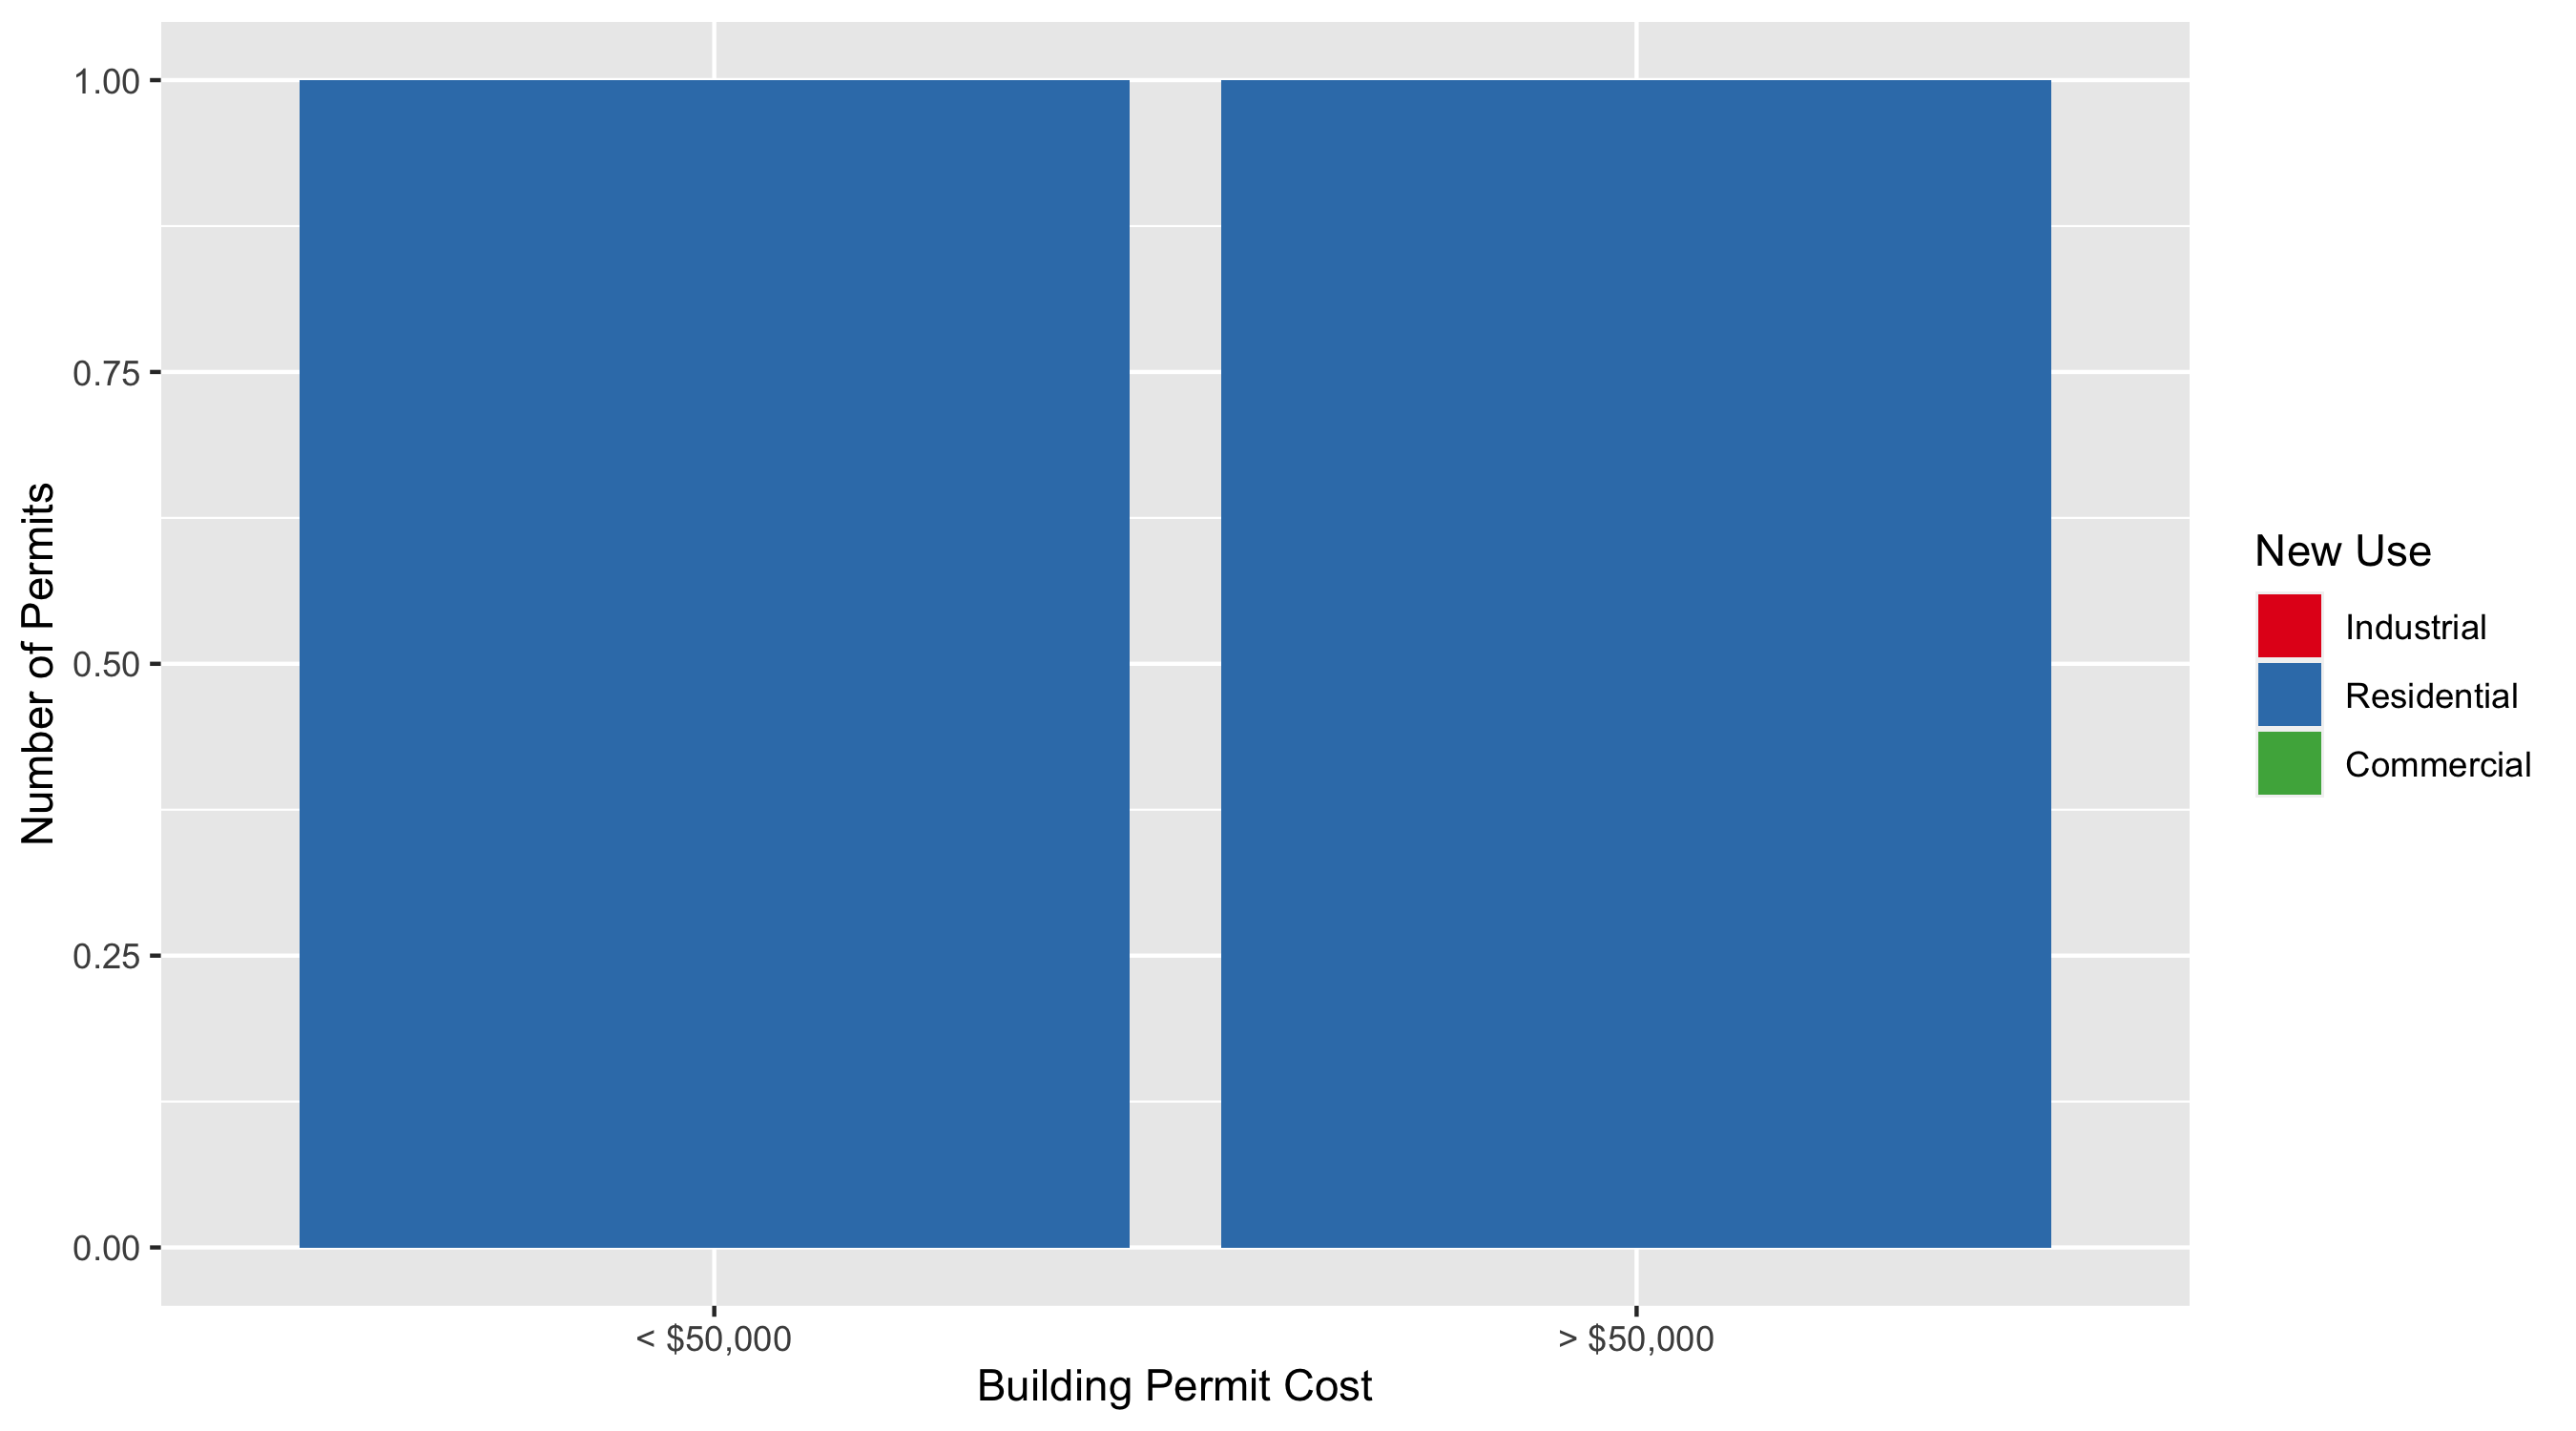 Number of Permits
1.00
0.75
0.50
0.25
0.00
< $50,000
> $50,000
Building Permit Cost
New Use
Industrial
Residential
Commercial